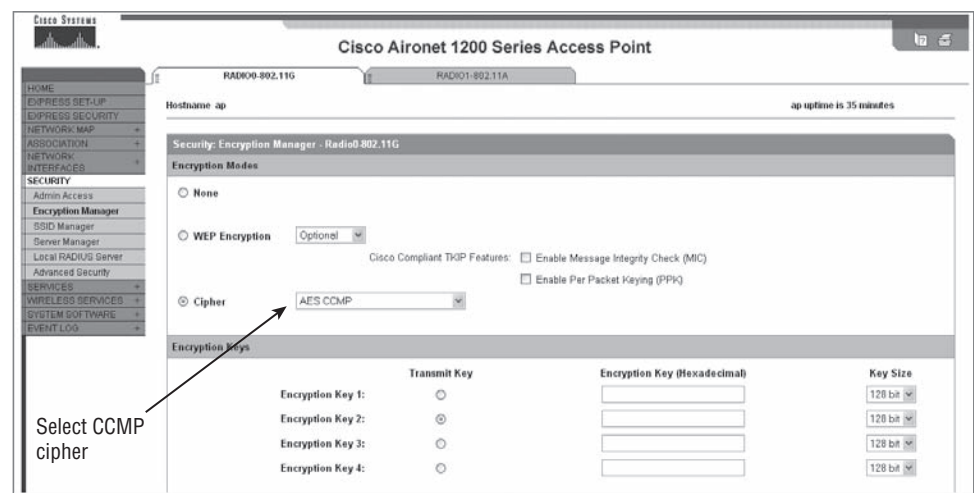 CISCO SYSTEMS
Cisco Aironet 1200 Series Access Point
RADIO0-802.11G
RADIO1-802.11A
HOME
EXPRESS SET-UP
EXPRESS SECURITY
NETWORK MAP +
ASSOCIATION +
NETWORK
INTERFACES +
SECURITY
Admin Access
Encryption Manager
SSID Manager
Server Manager
Local RADIUS Server
Advanced Security
SERVICES +
WIRELESS SERVICES +
SYSTEM SOFTWARE +
EVENT LOG +
Hostname ap
ap uptime is 35 minutes
Security: Encryption Manager - Radio0-802.11G
Encryption Modes
None
WEP Encryption Optional
Cisco Compliant TKIP Features: Enable Message Integrity Check (MIC)
Enable Per Packet Keying (PPK)
Cipher AES CCMP
Encryption Keys
Transmit Key Encryption Key (Hexadecimal) Key Size
Encryption Key 1: 128 bit
Encryption Key 2: 128 bit
Encryption Key 3: 128 bit
Encryption Key 4: 128 bit
Select CCMP
cipher